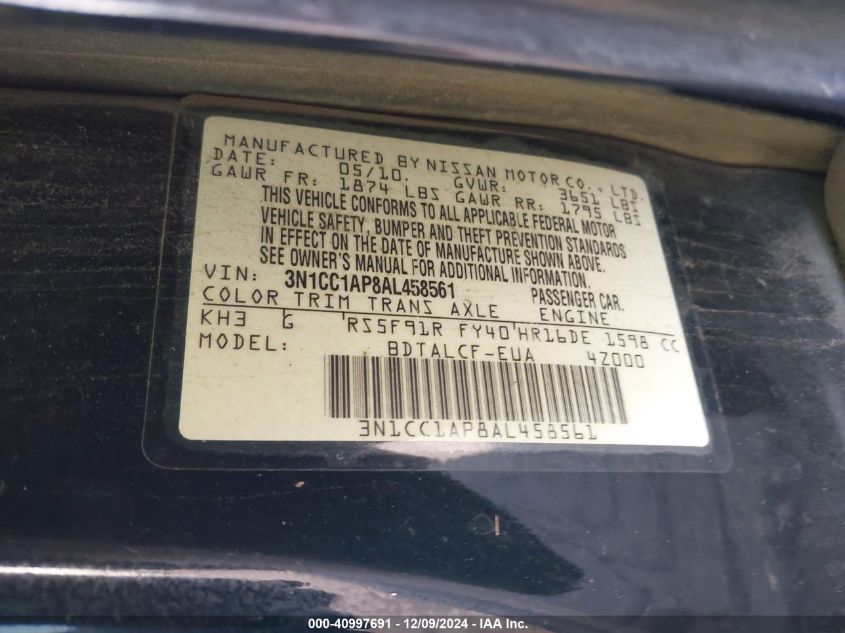 MANUFACTURED BY NISSAN MOTOR CO., LTD.
DATE: 05/10. GVWR: 3651 LBS
GAWR FR: 1874 LBS GAWR RR: 1795 LBS
THIS VEHICLE CONFORMS TO ALL APPLICABLE FEDERAL MOTOR
VEHICLE SAFETY, BUMPER AND THEFT PREVENTION STANDARDS
IN EFFECT ON THE DATE OF MANUFACTURE SHOWN ABOVE.
SEE OWNER'S MANUAL FOR ADDITIONAL INFORMATION.
VIN: 3N1CC1AP8AL458561 PASSENGER CAR.
COLOR TRIM TRANS AXLE ENGINE
KH3 G RS5F91R FY40 HR16DE 1598 CC
MODEL: BDTALCF-EUA 4Z000
3N1CC1AP8AL458561
000-40997691 - 12/09/2024 - IAA Inc.